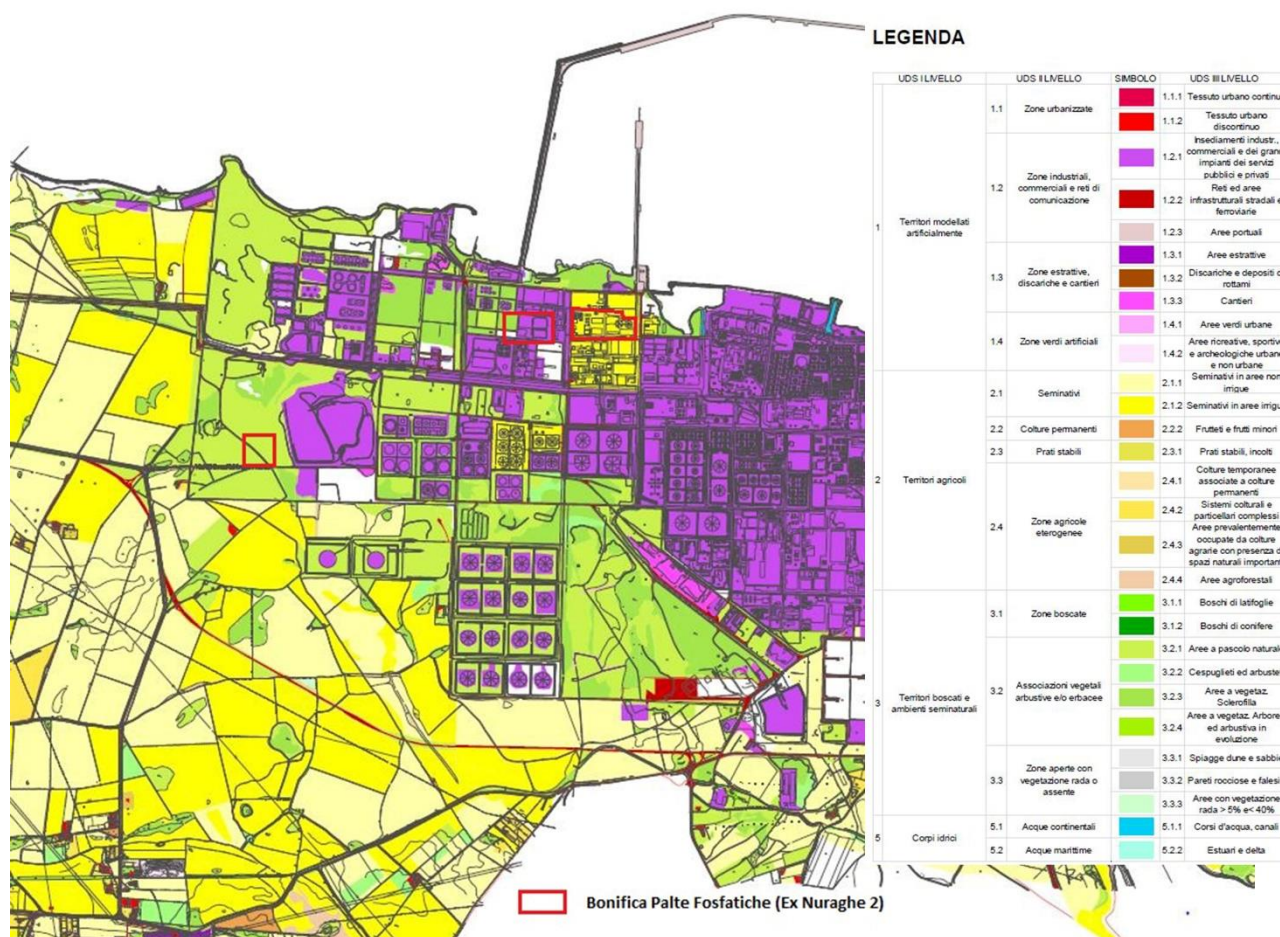 LEGENDA
UDS I LIVELLO UDS II LIVELLO SIMBOLO UDS III LIVELLO
1 Territori modellati
artificialmente
1.1 Zone urbanizzate
1.1.1 Tessuto urbano continu
1.1.2 Tessuto urbano
discontinuo
1.2 Zone industriali,
commerciali e reti di
comunicazione
1.2.1 Insediamenti industr.,
commerciali e dei grand
impianti dei servizi
pubblici e privati
1.2.2 Reti ed aree
infrastrutturali stradali e
ferroviarie
1.2.3 Aree portuali
1.3 Zone estrattive,
discariche e cantieri
1.3.1 Aree estrattive
1.3.2 Discariche e depositi d
rottami
1.3.3 Cantieri
1.4 Zone verdi artificiali
1.4.1 Aree verdi urbane
1.4.2 Aree ricreative, sportive
e archeologiche urbane
e non urbane
2 Territori agricoli
2.1 Seminativi
2.1.1 Seminativi in aree non
irrigue
2.1.2 Seminativi in aree irrigu
2.2 Colture permanenti
2.2.2 Frutteti e frutti minori
2.3 Prati stabili
2.3.1 Prati stabili, incolti
2.4 Zone agricole
eterogenee
2.4.1 Colture temporanee
associate a colture
permanenti
2.4.2 Sistemi colturali e
particellari complessi
2.4.3 Aree prevalentemente
occupate da colture
agrarie con presenza d
spazi naturali important
2.4.4 Aree agroforestali
3 Territori boscati e
ambienti seminaturali
3.1 Zone boscate
3.1.1 Boschi di latifoglie
3.1.2 Boschi di conifere
3.2 Associazioni vegetali
arbustive e/o erbacee
3.2.1 Aree a pascolo naturale
3.2.2 Cespuglieti ed arbustet
3.2.3 Aree a vegetaz.
Sclerofilla
3.2.4 Aree a vegetaz. Arbore
ed arbustiva in
evoluzione
3.3 Zone aperte con
vegetazione rada o
assente
3.3.1 Spiagge dune e sabbie
3.3.2 Pareti rocciose e falesi
3.3.3 Aree con vegetazione
rada > 5% e< 40%
5 Corpi idrici
5.1 Acque continentali
5.1.1 Corsi d'acqua, canali
5.2 Acque marittime
5.2.2 Estuari e delta
Bonifica Palte Fosfatiche (Ex Nuraghe 2)